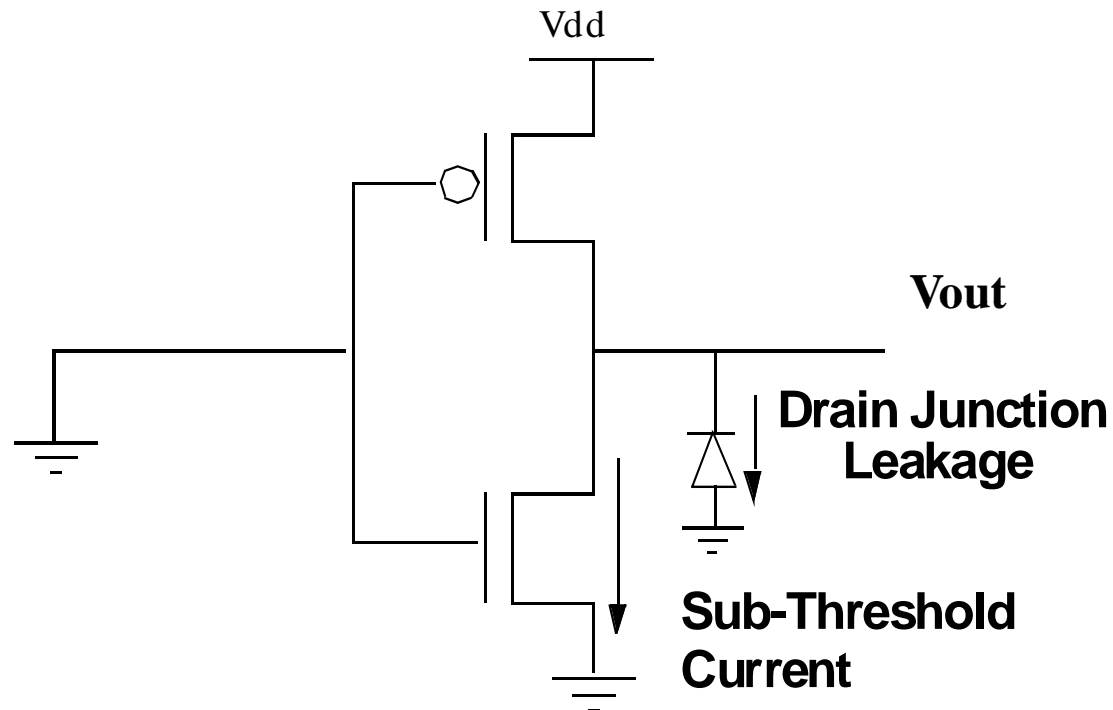 Vdd
Vout
Drain Junction
Leakage
Sub-Threshold
Current